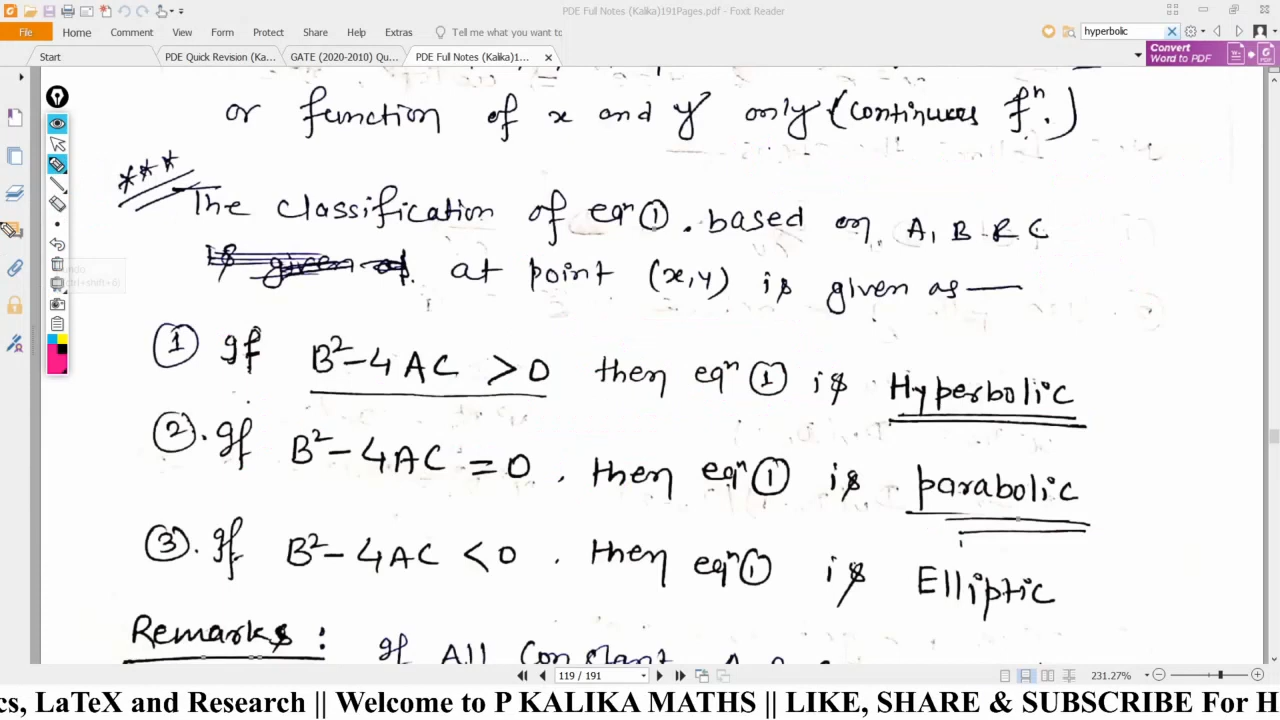 PDE Full Notes (Kalika)191Pages.pdf - Foxit Reader
File Home Comment View Form Protect Share Help Extras Tell me what you want to
hyperbolic
Start PDE Quick Revision (Ka... GATE (2020-2010) Qu... PDE Full Notes (Kalika)1...
Convert
Word to PDF
or function of x and y only (continues fⁿ.)
*** The classification of eqⁿ ①. based on A, B & C
at point (x,y) is given as —
① If B²-4AC > 0 then eqⁿ ① is Hyperbolic
②. If B²-4AC = 0, then eqⁿ ① is parabolic
③. If B²-4AC < 0. then eqⁿ ① is Elliptic
Remarks: If All Constant
119 / 191
231.27%
cs, LaTeX and Research || Welcome to P KALIKA MATHS || LIKE, SHARE & SUBSCRIBE For H